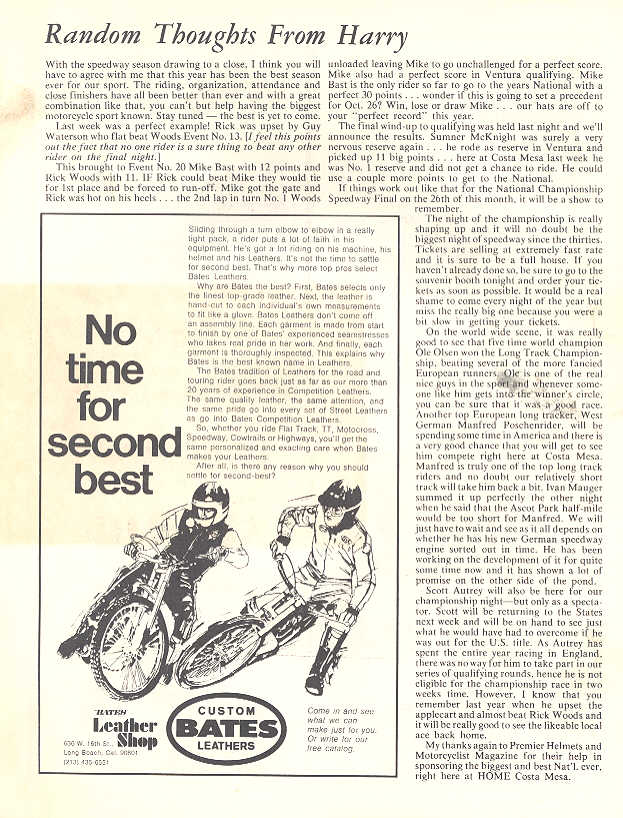 Random Thoughts From Harry
With the speedway season drawing to a close, I think you will
have to agree with me that this year has been the best season
ever for our sport. The riding, organization, attendance and
close finishers have all been better than ever and with a great
combination like that, you can't but help having the biggest
motorcycle sport known. Stay tuned — the best is yet to come.
Last week was a perfect example! Rick was upset by Guy
Waterson who flat beat Woods Event No. 13. [I feel this points
out the fact that no one rider is a sure thing to beat any other
rider on the final night.]
This brought to Event No. 20 Mike Bast with 12 points and
Rick Woods with 11. IF Rick could beat Mike they would tie
for 1st place and be forced to run-off. Mike got the gate and
Rick was hot on his heels . . . the 2nd lap in turn No. 1 Woods
unloaded leaving Mike to go unchallenged for a perfect score.
Mike also had a perfect score in Ventura qualifying. Mike
Bast is the only rider so far to go to the years National with a
perfect 30 points . . . wonder if this is going to set a precedent
for Oct. 26? Win, lose or draw Mike . . . our hats are off to
your "perfect record" this year.
The final wind-up to qualifying was held last night and we'll
announce the results. Sumner McKnight was surely a very
nervous reserve again . . . he rode as reserve in Ventura and
picked up 11 big points . . . here at Costa Mesa last week he
was No. 1 reserve and did not get a chance to ride. He could
use a couple more points to get to the National.
If things work out like that for the National Championship
Speedway Final on the 26th of this month, it will be a show to
remember.
The night of the championship is really
shaping up and it will no doubt be the
biggest night of speedway since the thirties.
Tickets are selling at extremely fast rate
and it is sure to be a full house. If you
haven't already done so, be sure to go to the
souvenir booth tonight and order your tic-
kets as soon as possible. It would be a real
shame to come every night of the year but
miss the really big one because you were a
bit slow in getting your tickets.
On the world wide scene, it was really
good to see that five time world champion
Ole Olsen won the Long Track Champion-
ship, beating several of the more fancied
European runners. Ole is one of the real
nice guys in the sport and whenever some-
one like him gets into the winner's circle,
you can be sure that it was a good race.
Another top European long tracker, West
German Manfred Poschenrider, will be
spending some time in America and there is
a very good chance that you will get to see
him compete right here at Costa Mesa.
Manfred is truly one of the top long track
riders and no doubt our relatively short
track will take him back a bit. Ivan Mauger
summed it up perfectly the other night
when he said that the Ascot Park half-mile
would be too short for Manfred. We will
just have to wait and see as it all depends on
whether he has his new German speedway
engine sorted out in time. He has been
working on the development of it for quite
some time now and it has shown a lot of
promise on the other side of the pond.
Scott Autrey will also be here for our
championship night—but only as a specta-
tor. Scott will be returning to the States
next week and will be on hand to see just
what he would have had to overcome if he
was out for the U.S. title. As Autrey has
spent the entire year racing in England,
there was no way for him to take part in our
series of qualifying rounds, hence he is not
eligible for the championship race in two
weeks time. However, I know that you
remember last year when he upset the
applecart and almost beat Rick Woods and
it will be really good to see the likeable local
ace back home.
My thanks again to Premier Helmets and
Motorcyclist Magazine for their help in
sponsoring the biggest and best Nat'l. ever,
right here at HOME Costa Mesa.
No
time
for
second
best
Sliding through a turn elbow to elbow in a really
tight pack, a rider puts a lot of faith in his
equipment. He's got a lot riding on his machine, his
helmet and his Leathers. It's not the time to settle
for second best. That's why more top pros select
Bates Leathers.
Why are Bates the best? First, Bates selects only
the finest top-grade leather. Next, the leather is
hand-cut to each individual's own measurements
to fit like a glove. Bates Leathers don't come off
an assembly line. Each garment is made from start
to finish by one of Bates' experienced seamstresses
who takes real pride in her work. And finally, each
garment is thoroughly inspected. This explains why
Bates is the best known name in Leathers.
The Bates tradition of Leathers for the road and
touring rider goes back just as far as our more than
20 years of experience in Competition Leathers.
The same quality leather, the same attention, and
the same pride go into every set of Street Leathers
as go into Bates Competition Leathers.
So, whether you ride Flat Track, TT, Motocross,
Speedway, Cowtrails or Highways, you'll get the
same personalized and exacting care when Bates
makes your Leathers.
After all, is there any reason why you should
settle for second-best?
BATES
Leather
Shop
W. 16th St.,
Long Beach, Cal. 90801
CUSTOM
BATES
LEATHERS
Come in and see
what we can
make just for you.
Or write for our
free catalog.